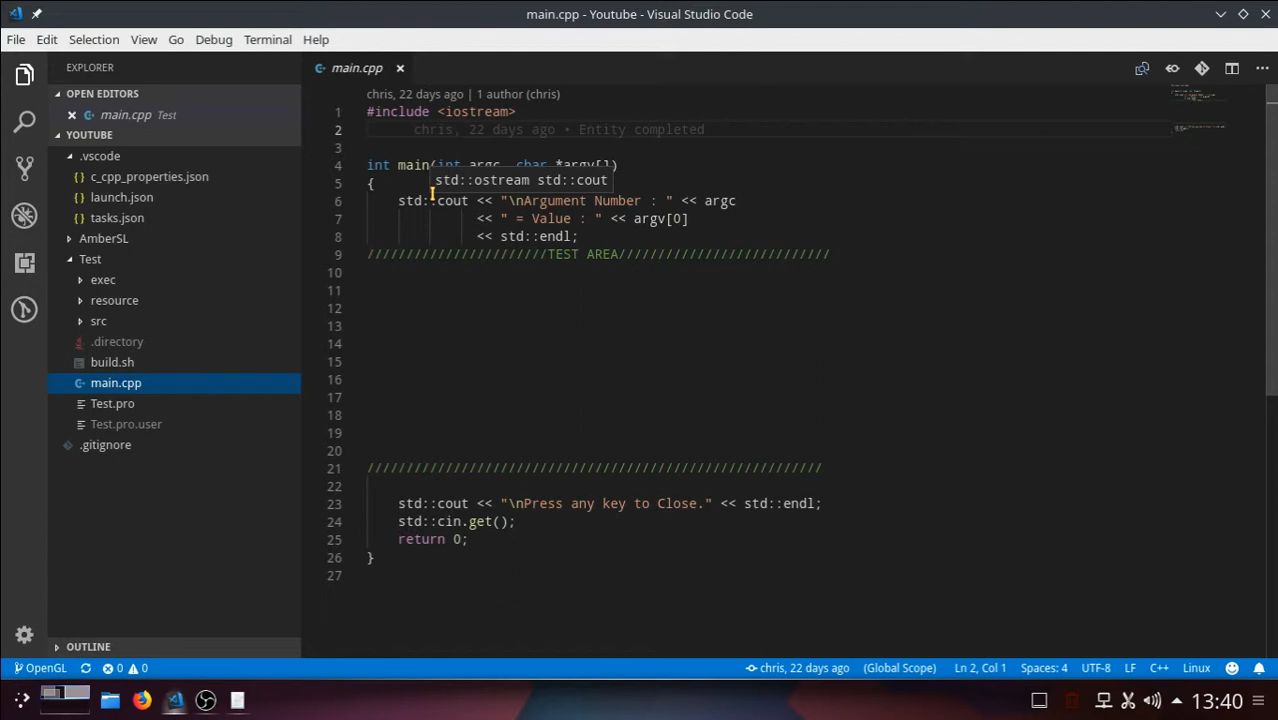 main.cpp - Youtube - Visual Studio Code
File Edit Selection View Go Debug Terminal Help
EXPLORER
OPEN EDITORS
main.cpp Test
YOUTUBE
.vscode
c_cpp_properties.json
launch.json
tasks.json
AmberSL
Test
exec
resource
src
.directory
build.sh
main.cpp
Test.pro
Test.pro.user
.gitignore
OUTLINE
main.cpp
chris, 22 days ago | 1 author (chris)
1 #include <iostream>
2 chris, 22 days ago • Entity completed
3
4 int main(int argc, char *argv[])
std::ostream std::cout
5 {
6 std::cout << "\nArgument Number : " << argc
7 << " = Value : " << argv[0]
8 << std::endl;
9 ///////////////////////TEST AREA///////////////////////////
10
11
12
13
14
15
16
17
18
19
20
21 //////////////////////////////////////////////////////////
22
23 std::cout << "\nPress any key to Close." << std::endl;
24 std::cin.get();
25 return 0;
26 }
27
OpenGL 0 0 chris, 22 days ago (Global Scope) Ln 2, Col 1 Spaces: 4 UTF-8 LF C++ Linux
13:40